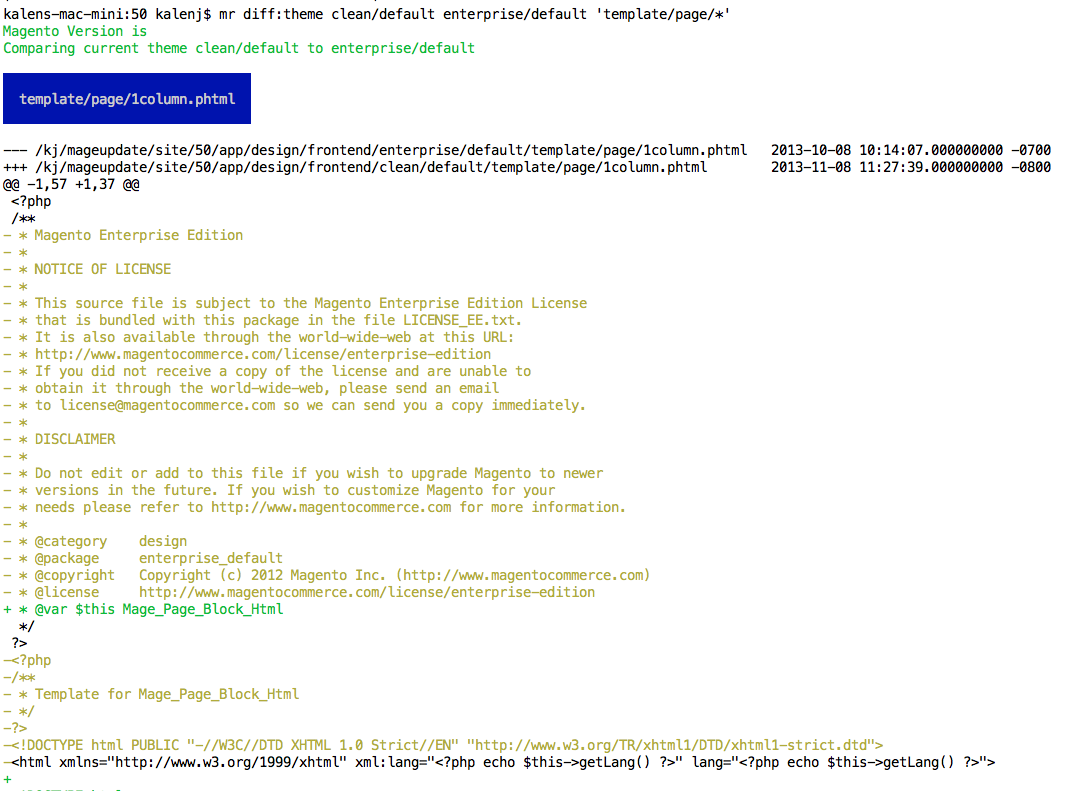 kalens-mac-mini:50 kalenj$ mr diff:theme clean/default enterprise/default 'template/page/*'
Magento Version is
Comparing current theme clean/default to enterprise/default
template/page/1column.phtml
--- /kj/mageupdate/site/50/app/design/frontend/enterprise/default/template/page/1column.phtml   2013-10-08 10:14:07.000000000 -0700
+++ /kj/mageupdate/site/50/app/design/frontend/clean/default/template/page/1column.phtml        2013-11-08 11:27:39.000000000 -0800
@@ -1,57 +1,37 @@
 <?php
 /**
- * Magento Enterprise Edition
- *
- * NOTICE OF LICENSE
- *
- * This source file is subject to the Magento Enterprise Edition License
- * that is bundled with this package in the file LICENSE_EE.txt.
- * It is also available through the world-wide-web at this URL:
- * http://www.magentocommerce.com/license/enterprise-edition
- * If you did not receive a copy of the license and are unable to
- * obtain it through the world-wide-web, please send an email
- * to license@magentocommerce.com so we can send you a copy immediately.
- *
- * DISCLAIMER
- *
- * Do not edit or add to this file if you wish to upgrade Magento to newer
- * versions in the future. If you wish to customize Magento for your
- * needs please refer to http://www.magentocommerce.com for more information.
- *
- * @category    design
- * @package     enterprise_default
- * @copyright   Copyright (c) 2012 Magento Inc. (http://www.magentocommerce.com)
- * @license     http://www.magentocommerce.com/license/enterprise-edition
+ * @var $this Mage_Page_Block_Html
  */
 ?>
-<?php
-/**
- * Template for Mage_Page_Block_Html
- */
-?>
-<!DOCTYPE html PUBLIC "-//W3C//DTD XHTML 1.0 Strict//EN" "http://www.w3.org/TR/xhtml1/DTD/xhtml1-strict.dtd">
-<html xmlns="http://www.w3.org/1999/xhtml" xml:lang="<?php echo $this->getLang() ?>" lang="<?php echo $this->getLang() ?>">
+